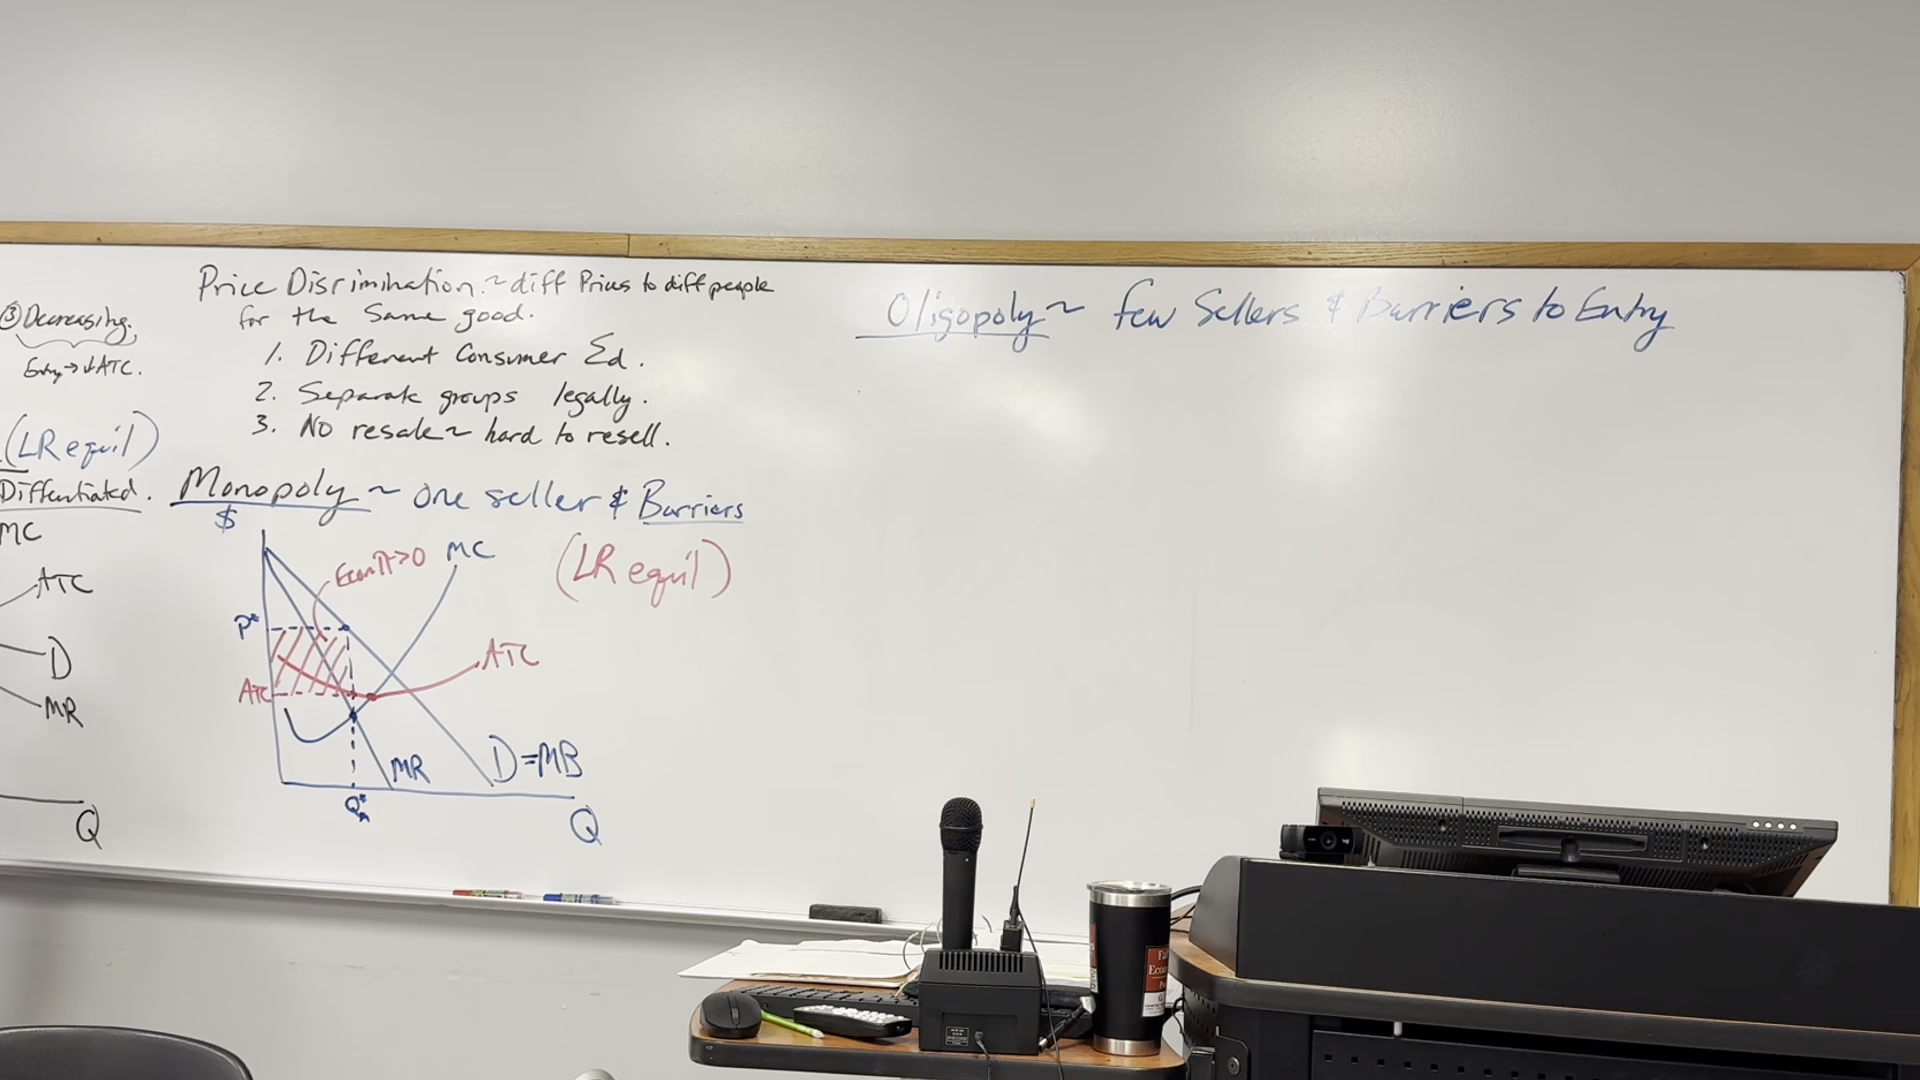 ③ Decreasing.
Entry → ↓ATC.
(LR equil)
Differentiated.
MC
ATC
D
MR
Q
Price Discrimination ~ diff Prices to diff people
for the Same good.
1. Different Consumer Ed.
2. Separate groups legally.
3. No resale ~ hard to resell.
Monopoly ~ one seller & Barriers
$
Econ π>0
MC
(LR equil)
P*
ATC
ATC
MR
D=MB
Q*
Q
Oligopoly ~ few Sellers & Barriers to Entry